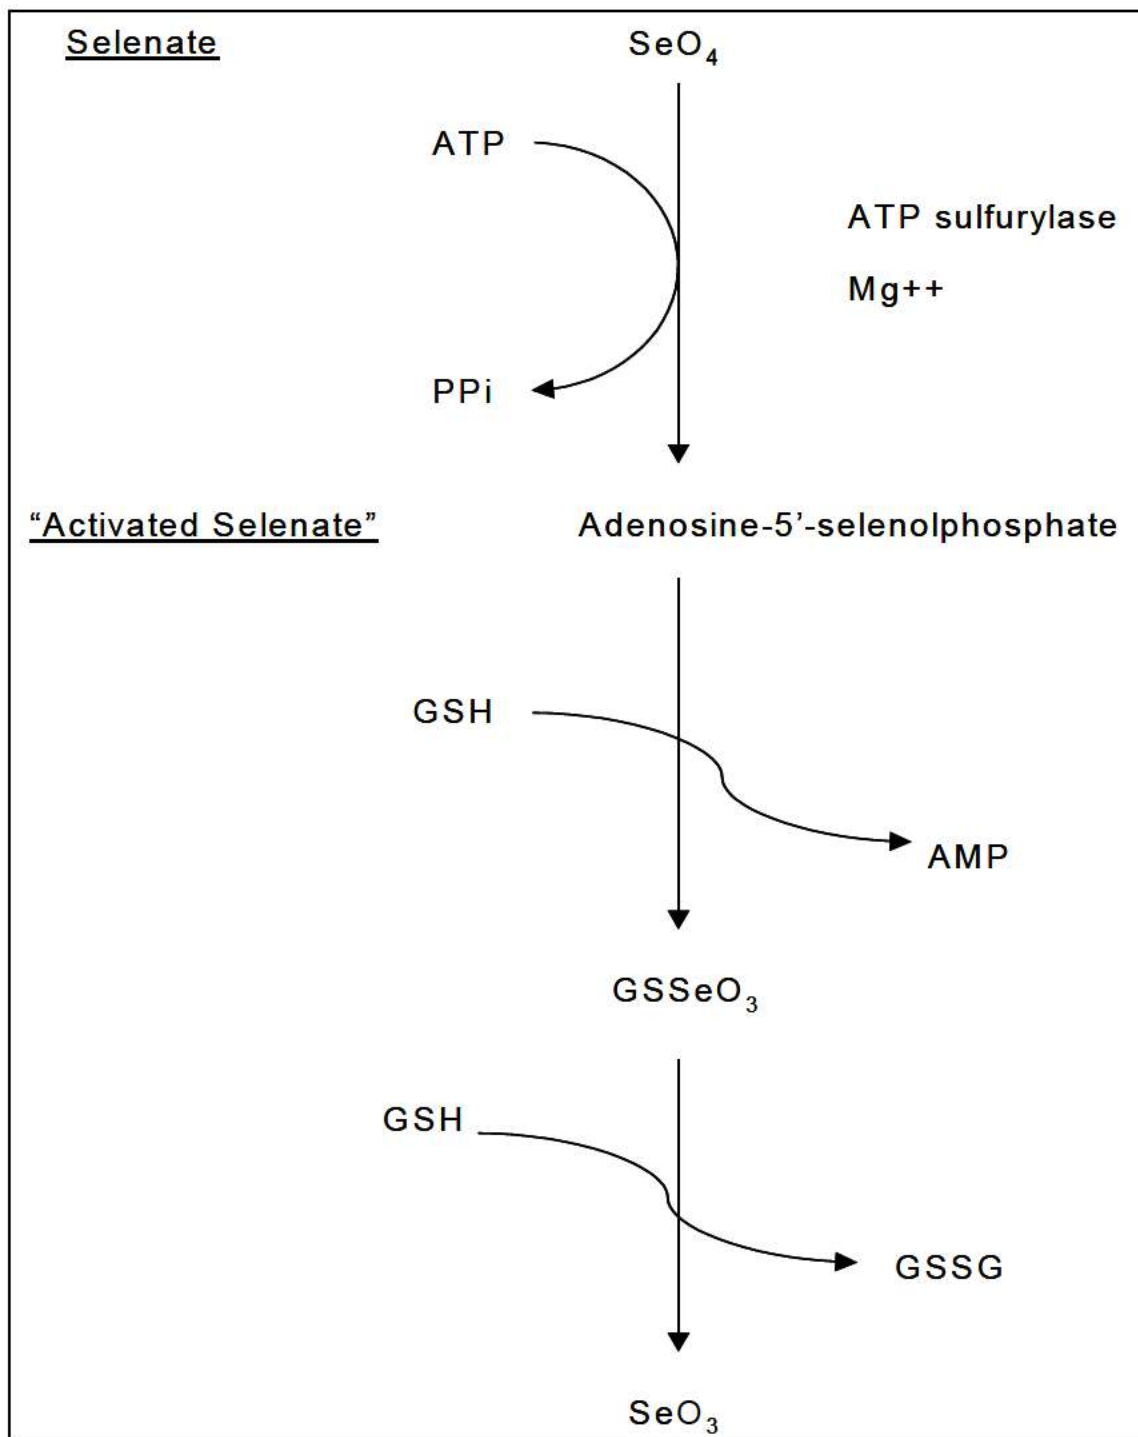 Selenate
SeO₄
ATP
ATP sulfurylase
Mg++
PPi
“Activated Selenate”
Adenosine-5’-selenolphosphate
GSH
AMP
GSSeO₃
GSH
GSSG
SeO₃